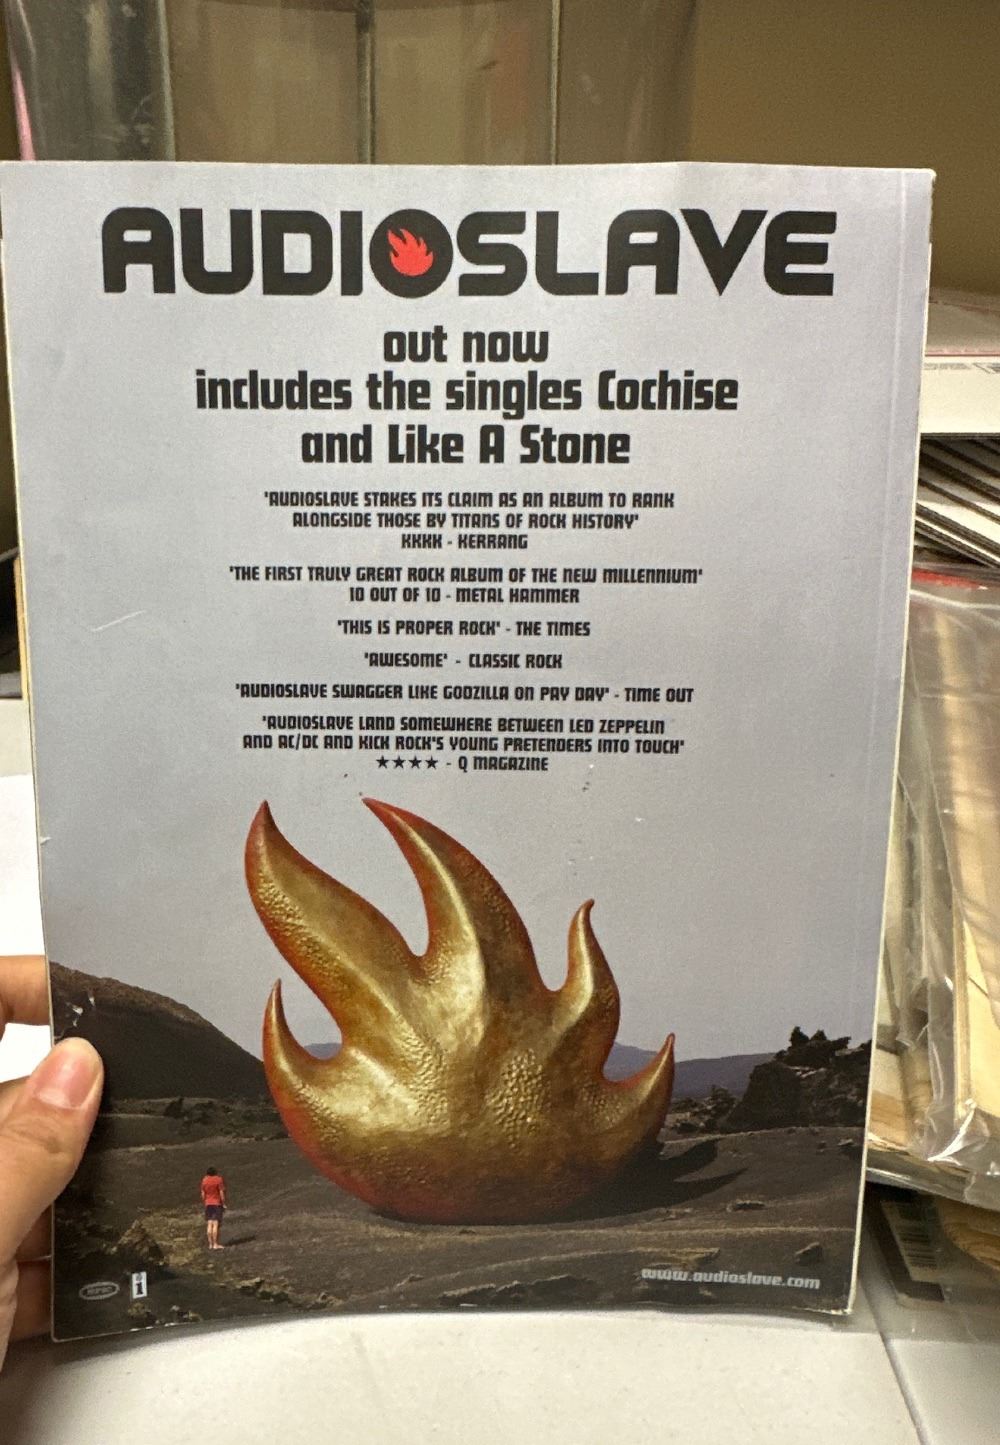 AUDIOSLAVE
out now
includes the singles Cochise
and Like A Stone
'AUDIOSLAVE STAKES ITS CLAIM AS AN ALBUM TO RANK
ALONGSIDE THOSE BY TITANS OF ROCK HISTORY'
KKKK - KERRANG
'THE FIRST TRULY GREAT ROCK ALBUM OF THE NEW MILLENNIUM'
10 OUT OF 10 - METAL HAMMER
'THIS IS PROPER ROCK' - THE TIMES
'AWESOME' - CLASSIC ROCK
'AUDIOSLAVE SWAGGER LIKE GODZILLA ON PAY DAY' - TIME OUT
'AUDIOSLAVE LAND SOMEWHERE BETWEEN LED ZEPPELIN
AND AC/DC AND KICK ROCK'S YOUNG PRETENDERS INTO TOUCH'
★★★★ - Q MAGAZINE
www.audioslave.com